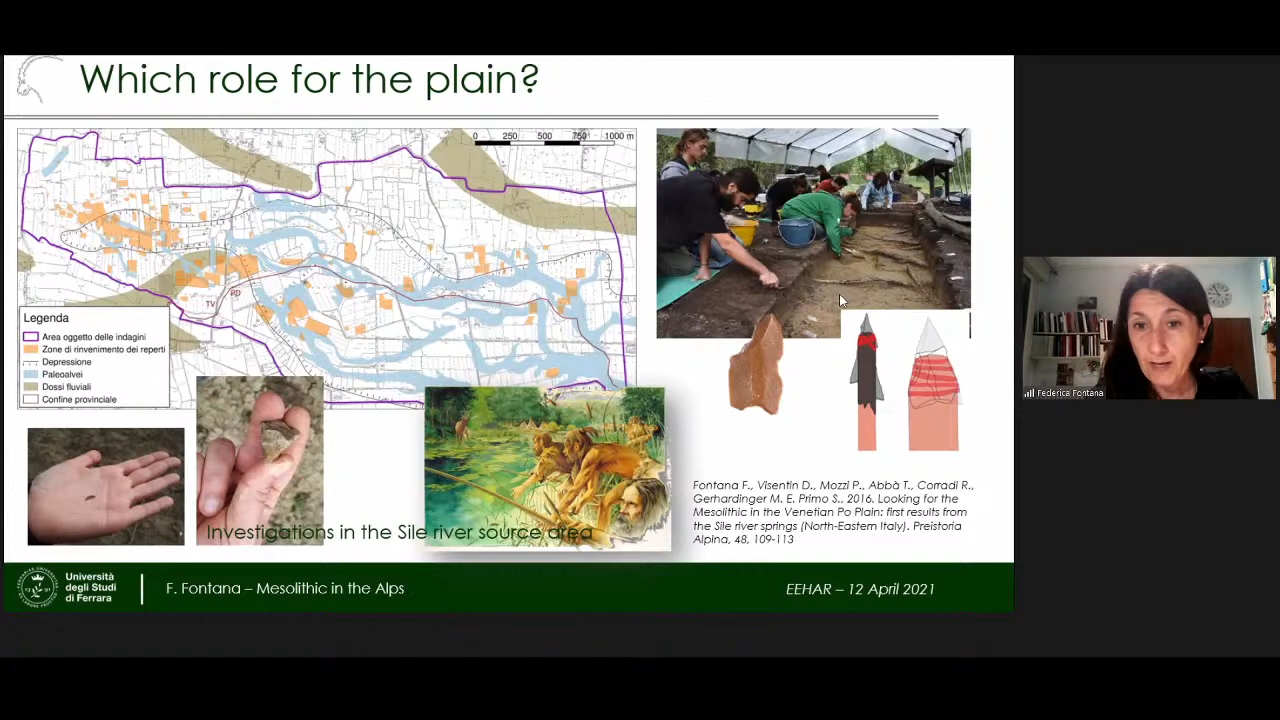 Which role for the plain?
0 250 500 750 1000 m
PD
TV
Legenda
Area oggetto delle indagini
Zone di rinvenimento dei reperti
Depressione
Paleoalvei
Dossi fluviali
Confine provinciale
Investigations in the Sile river source area
Fontana F., Visentin D., Mozzi P., Abbà T., Corradi R.,
Gerhardinger M. E, Primo S., 2016. Looking for the
Mesolithic in the Venetian Po Plain: first results from
the Sile river springs (North-Eastern Italy). Preistoria
Alpina, 48, 109-113
Università
degli Studi
di Ferrara
F. Fontana – Mesolithic in the Alps
EEHAR – 12 April 2021
Federica Fontana